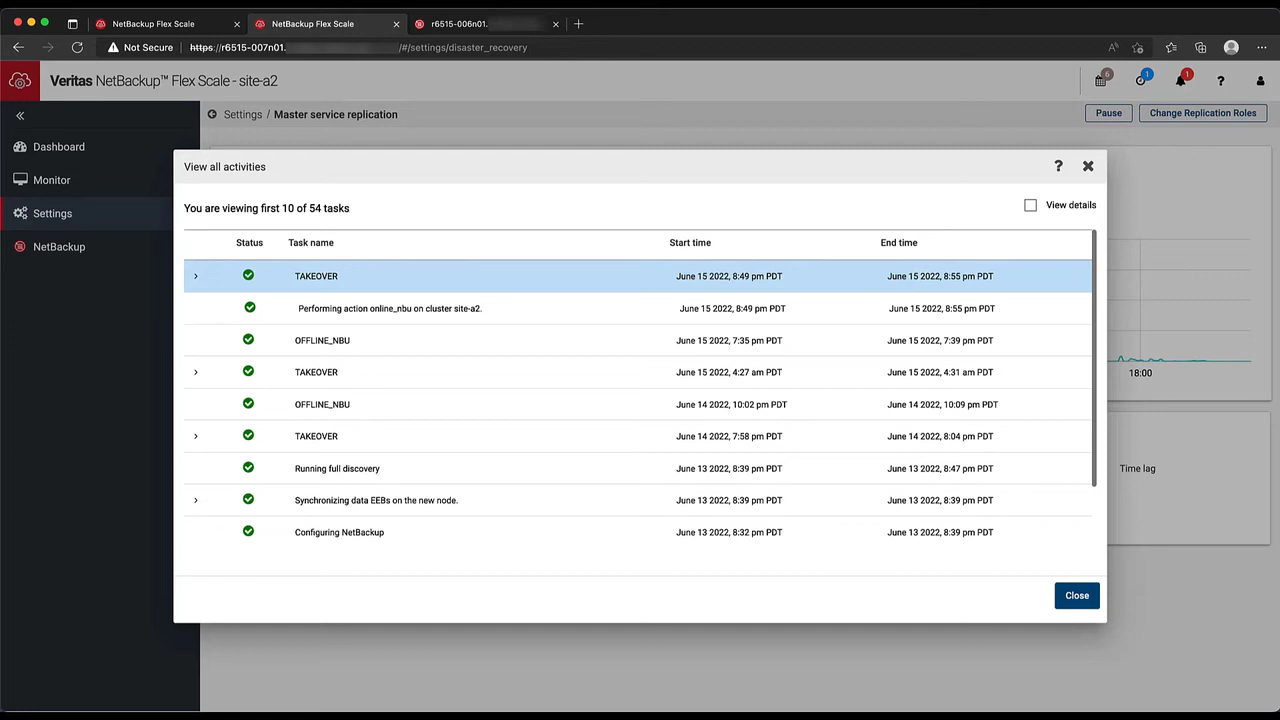 NetBackup Flex Scale
NetBackup Flex Scale
r6515-006n01.
Not Secure
https://r6515-007n01.
/#/settings/disaster_recovery
Veritas NetBackup™ Flex Scale - site-a2
6
1
1
?
«
Settings / Master service replication
Pause
Change Replication Roles
Dashboard
Monitor
Settings
NetBackup
View all activities
?
You are viewing first 10 of 54 tasks
View details
Status Task name Start time End time
TAKEOVER June 15 2022, 8:49 pm PDT June 15 2022, 8:55 pm PDT
Performing action online_nbu on cluster site-a2. June 15 2022, 8:49 pm PDT June 15 2022, 8:55 pm PDT
OFFLINE_NBU June 15 2022, 7:35 pm PDT June 15 2022, 7:39 pm PDT
TAKEOVER June 15 2022, 4:27 am PDT June 15 2022, 4:31 am PDT
OFFLINE_NBU June 14 2022, 10:02 pm PDT June 14 2022, 10:09 pm PDT
TAKEOVER June 14 2022, 7:58 pm PDT June 14 2022, 8:04 pm PDT
Running full discovery June 13 2022, 8:39 pm PDT June 13 2022, 8:47 pm PDT
Synchronizing data EEBs on the new node. June 13 2022, 8:39 pm PDT June 13 2022, 8:39 pm PDT
Configuring NetBackup June 13 2022, 8:32 pm PDT June 13 2022, 8:39 pm PDT
18:00
Time lag
Close